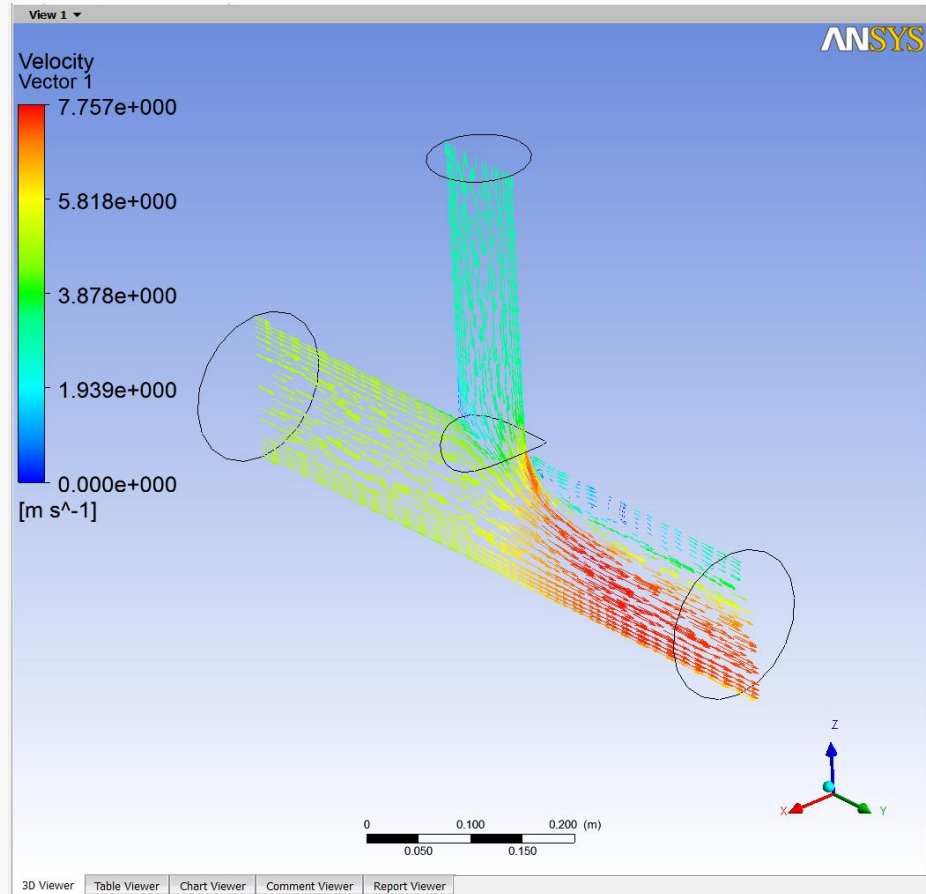 View 1
ANSYS
Velocity
Vector 1
7.757e+000
5.818e+000
3.878e+000
1.939e+000
0.000e+000
[m s^-1]
Z
X
Y
0 0.100 0.200 (m)
0.050 0.150
3D Viewer Table Viewer Chart Viewer Comment Viewer Report Viewer